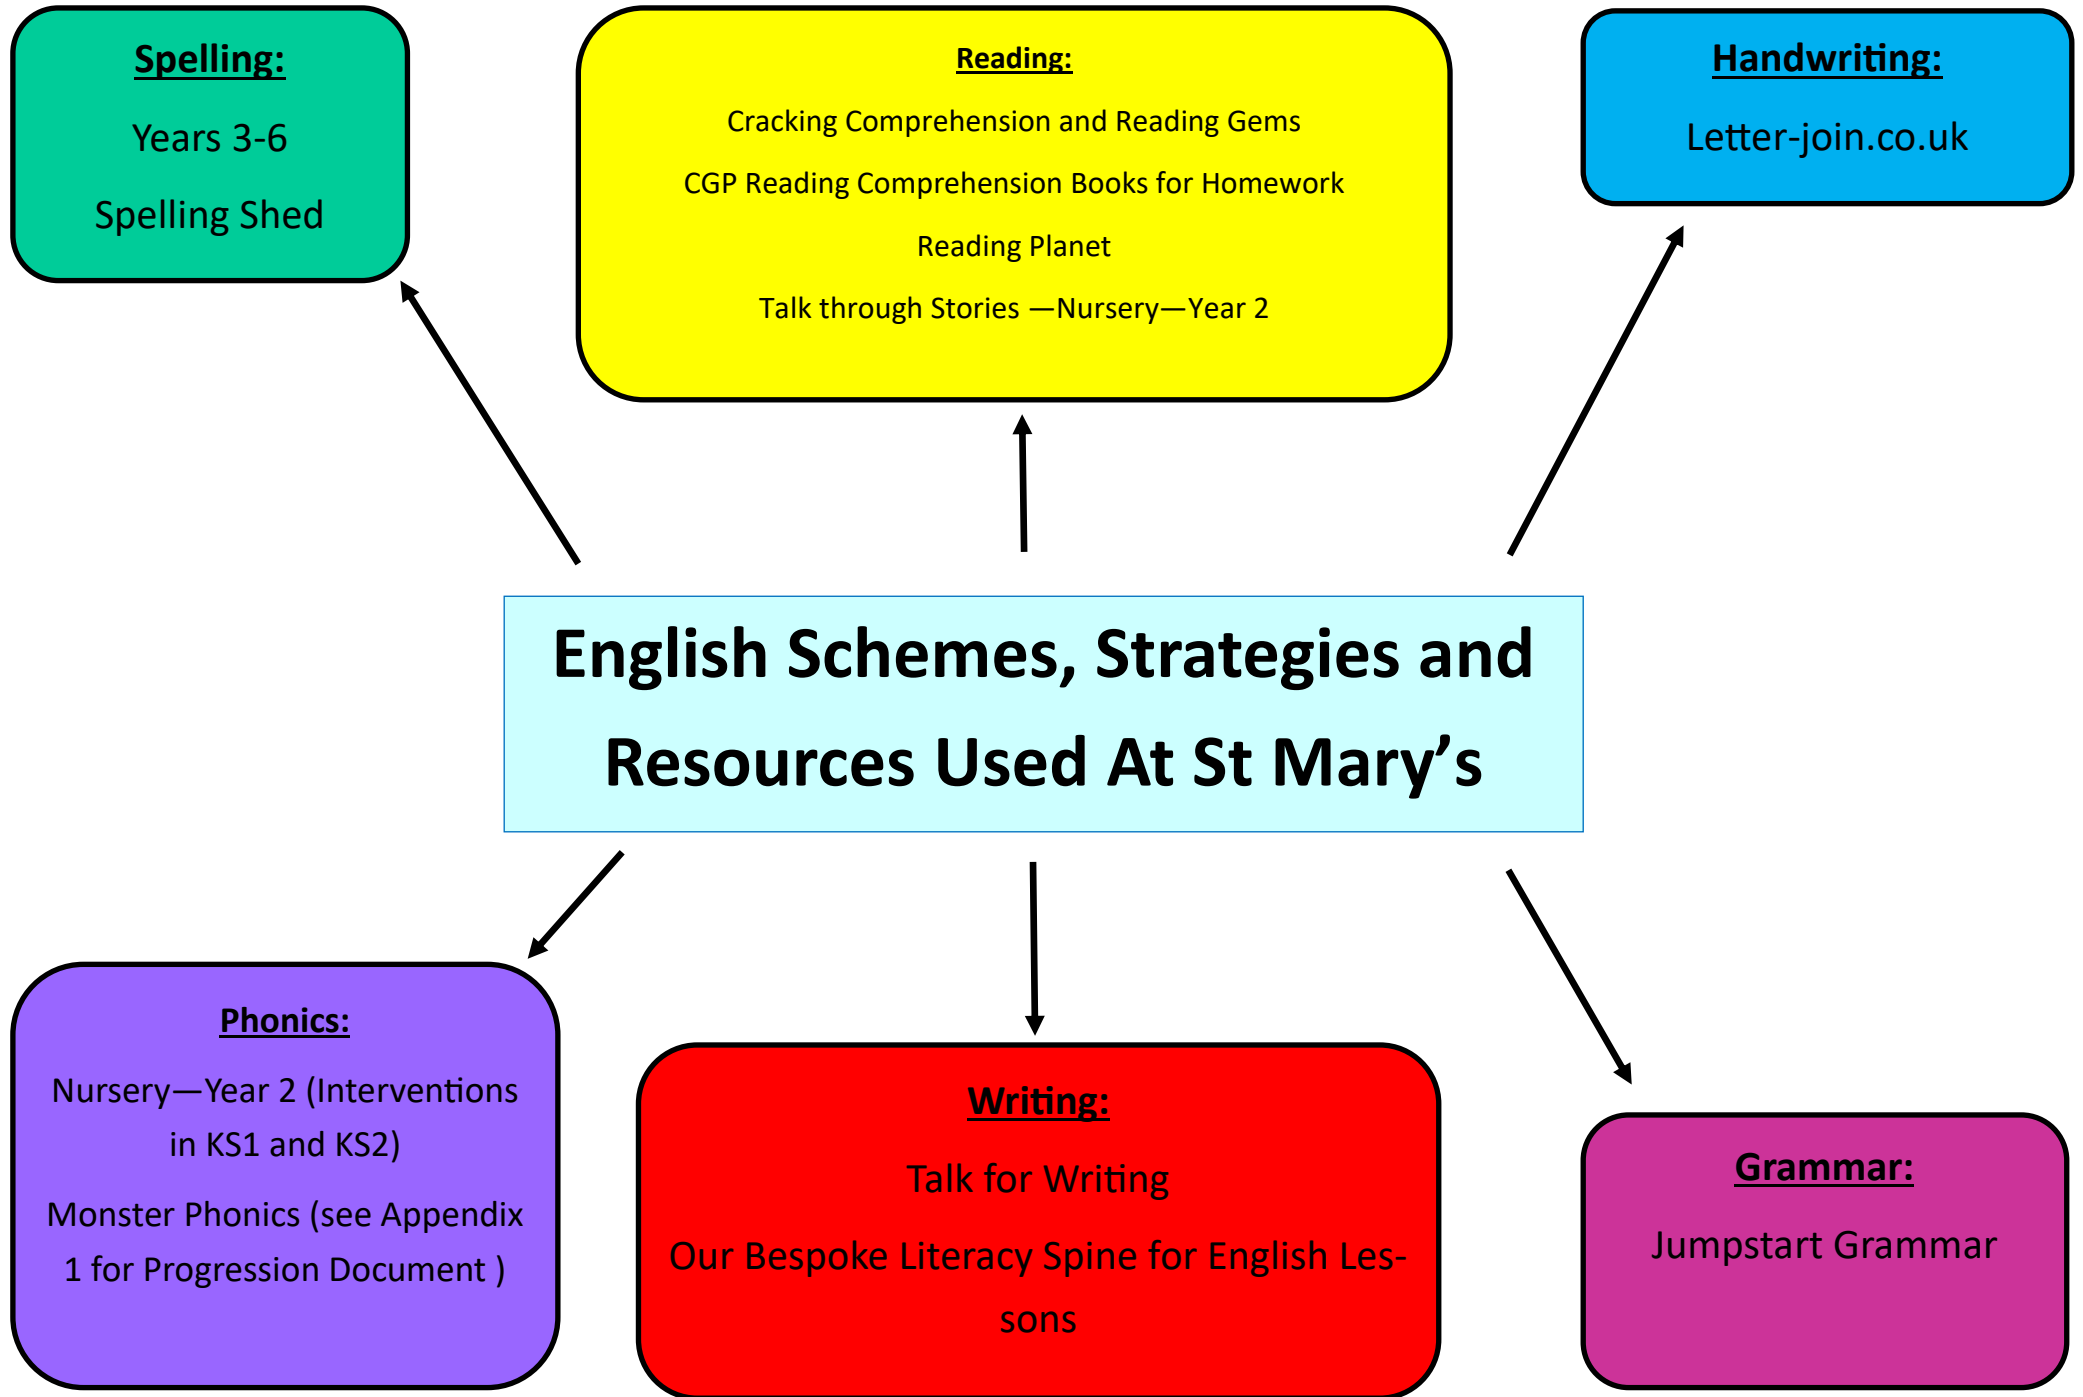 Spelling:
Years 3-6
Spelling Shed
Reading:
Cracking Comprehension and Reading Gems
CGP Reading Comprehension Books for Homework
Reading Planet
Talk through Stories —Nursery—Year 2
Handwriting:
Letter-join.co.uk
English Schemes, Strategies and
Resources Used At St Mary’s
Phonics:
Nursery—Year 2 (Interventions
in KS1 and KS2)
Monster Phonics (see Appendix
1 for Progression Document )
Writing:
Talk for Writing
Our Bespoke Literacy Spine for English Les-
sons
Grammar:
Jumpstart Grammar